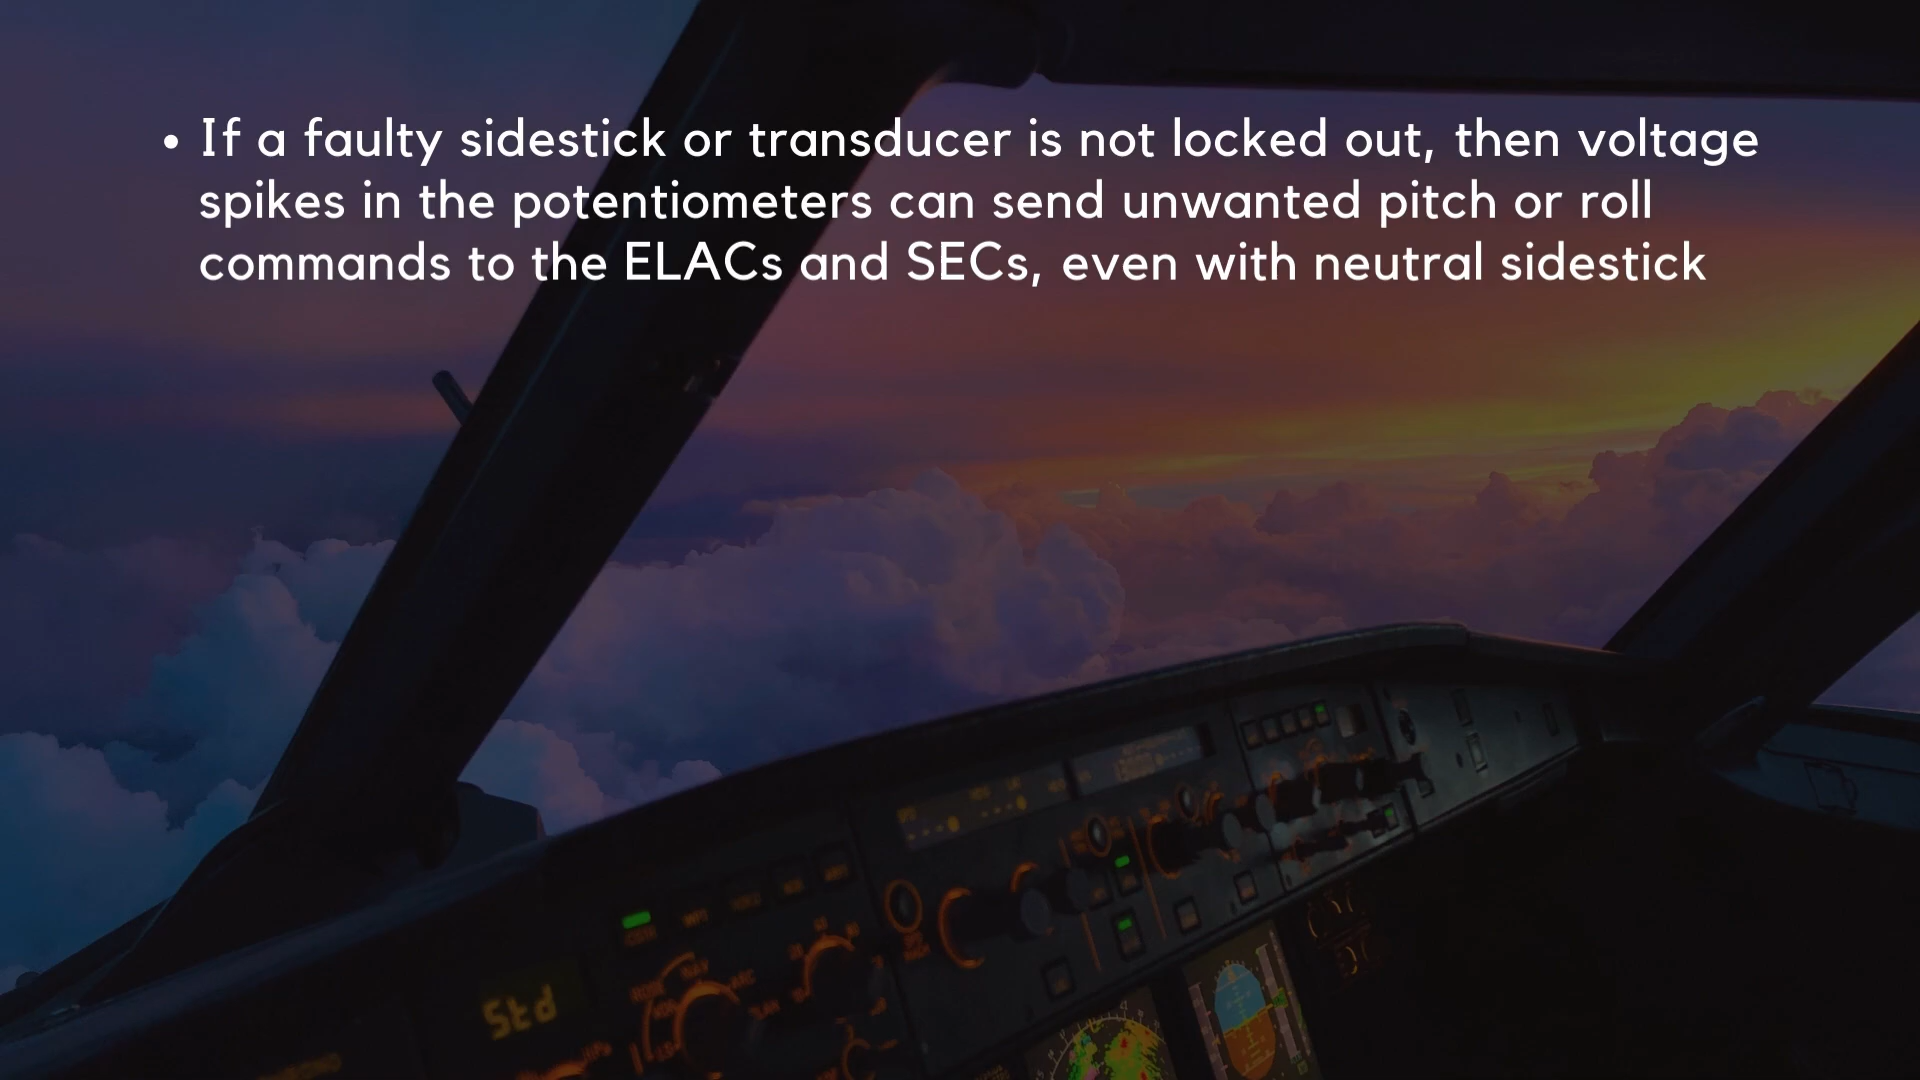 • If a faulty sidestick or transducer is not locked out, then voltage
spikes in the potentiometers can send unwanted pitch or roll
commands to the ELACs and SECs, even with neutral sidestick
Std